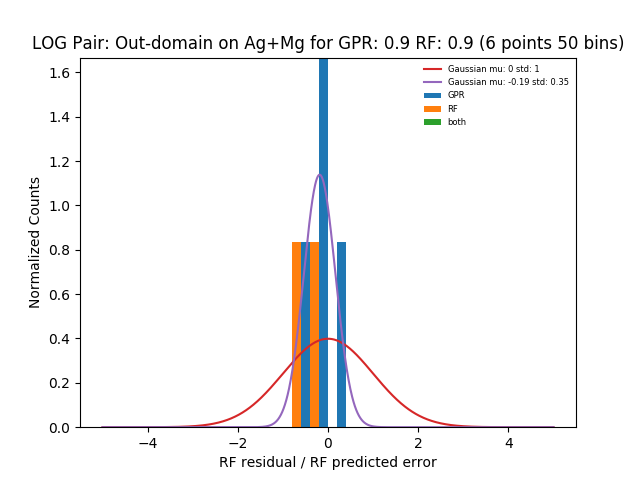 LOG Pair: Out-domain on Ag+Mg for GPR: 0.9 RF: 0.9 (6 points 50 bins)
Gaussian mu: 0 std: 1
Gaussian mu: -0.19 std: 0.35
GPR
RF
both
Normalized Counts
1.6
1.4
1.2
1.0
0.8
0.6
0.4
0.2
0.0
−4 −2 0 2 4
RF residual / RF predicted error